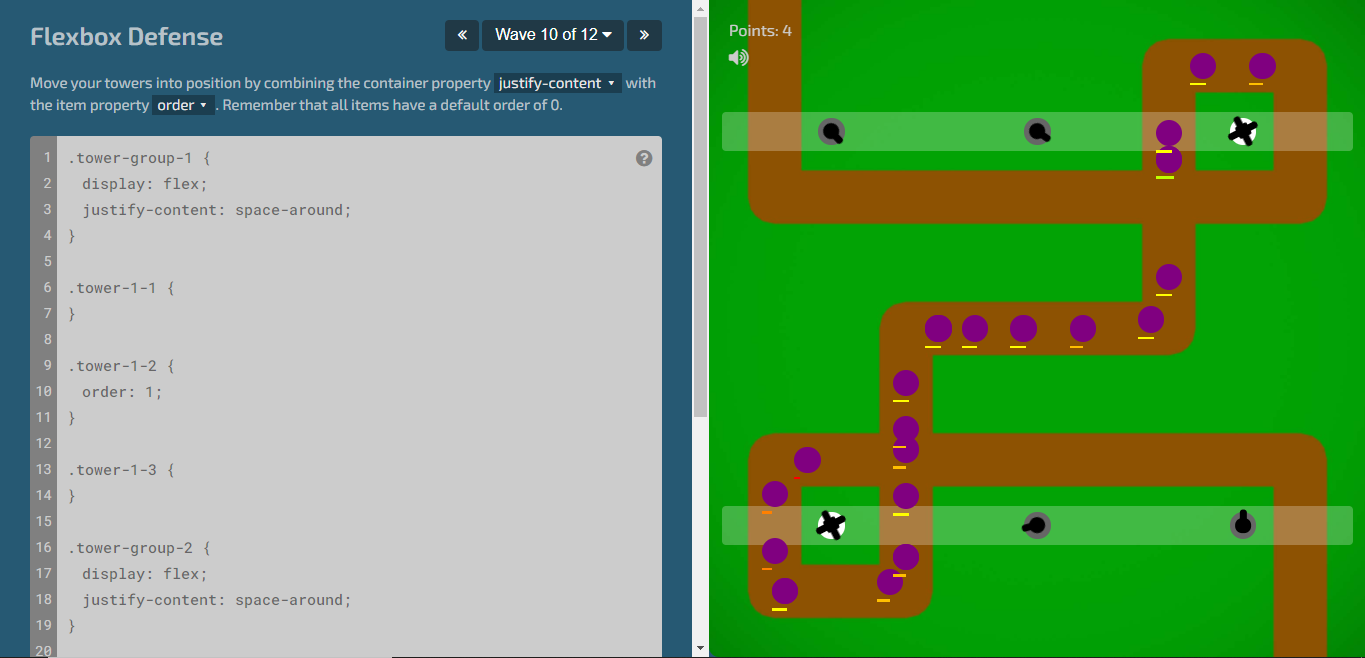 Flexbox Defense
« Wave 10 of 12 »
Move your towers into position by combining the container property justify-content with
the item property order . Remember that all items have a default order of 0.
1 .tower-group-1 {
2 display: flex;
3 justify-content: space-around;
4 }
5
6 .tower-1-1 {
7 }
8
9 .tower-1-2 {
10 order: 1;
11 }
12
13 .tower-1-3 {
14 }
15
16 .tower-group-2 {
17 display: flex;
18 justify-content: space-around;
19 }
20
?
Points: 4